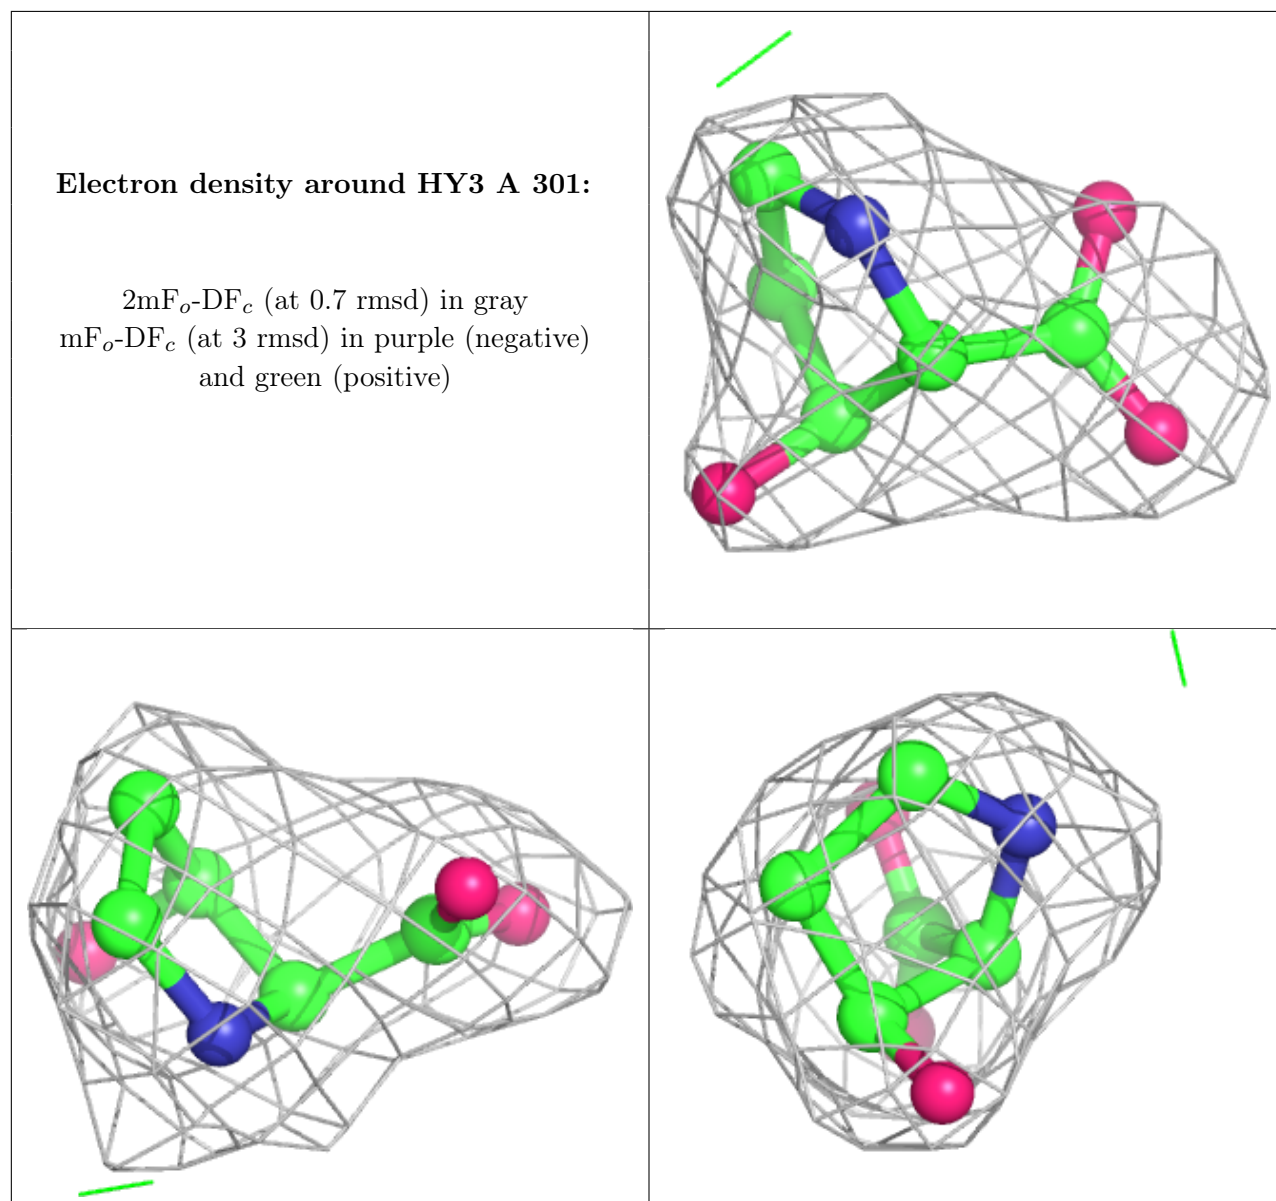 Electron density around HY3 A 301:
2mFo-DFc (at 0.7 rmsd) in gray
mFo-DFc (at 3 rmsd) in purple (negative)
and green (positive)